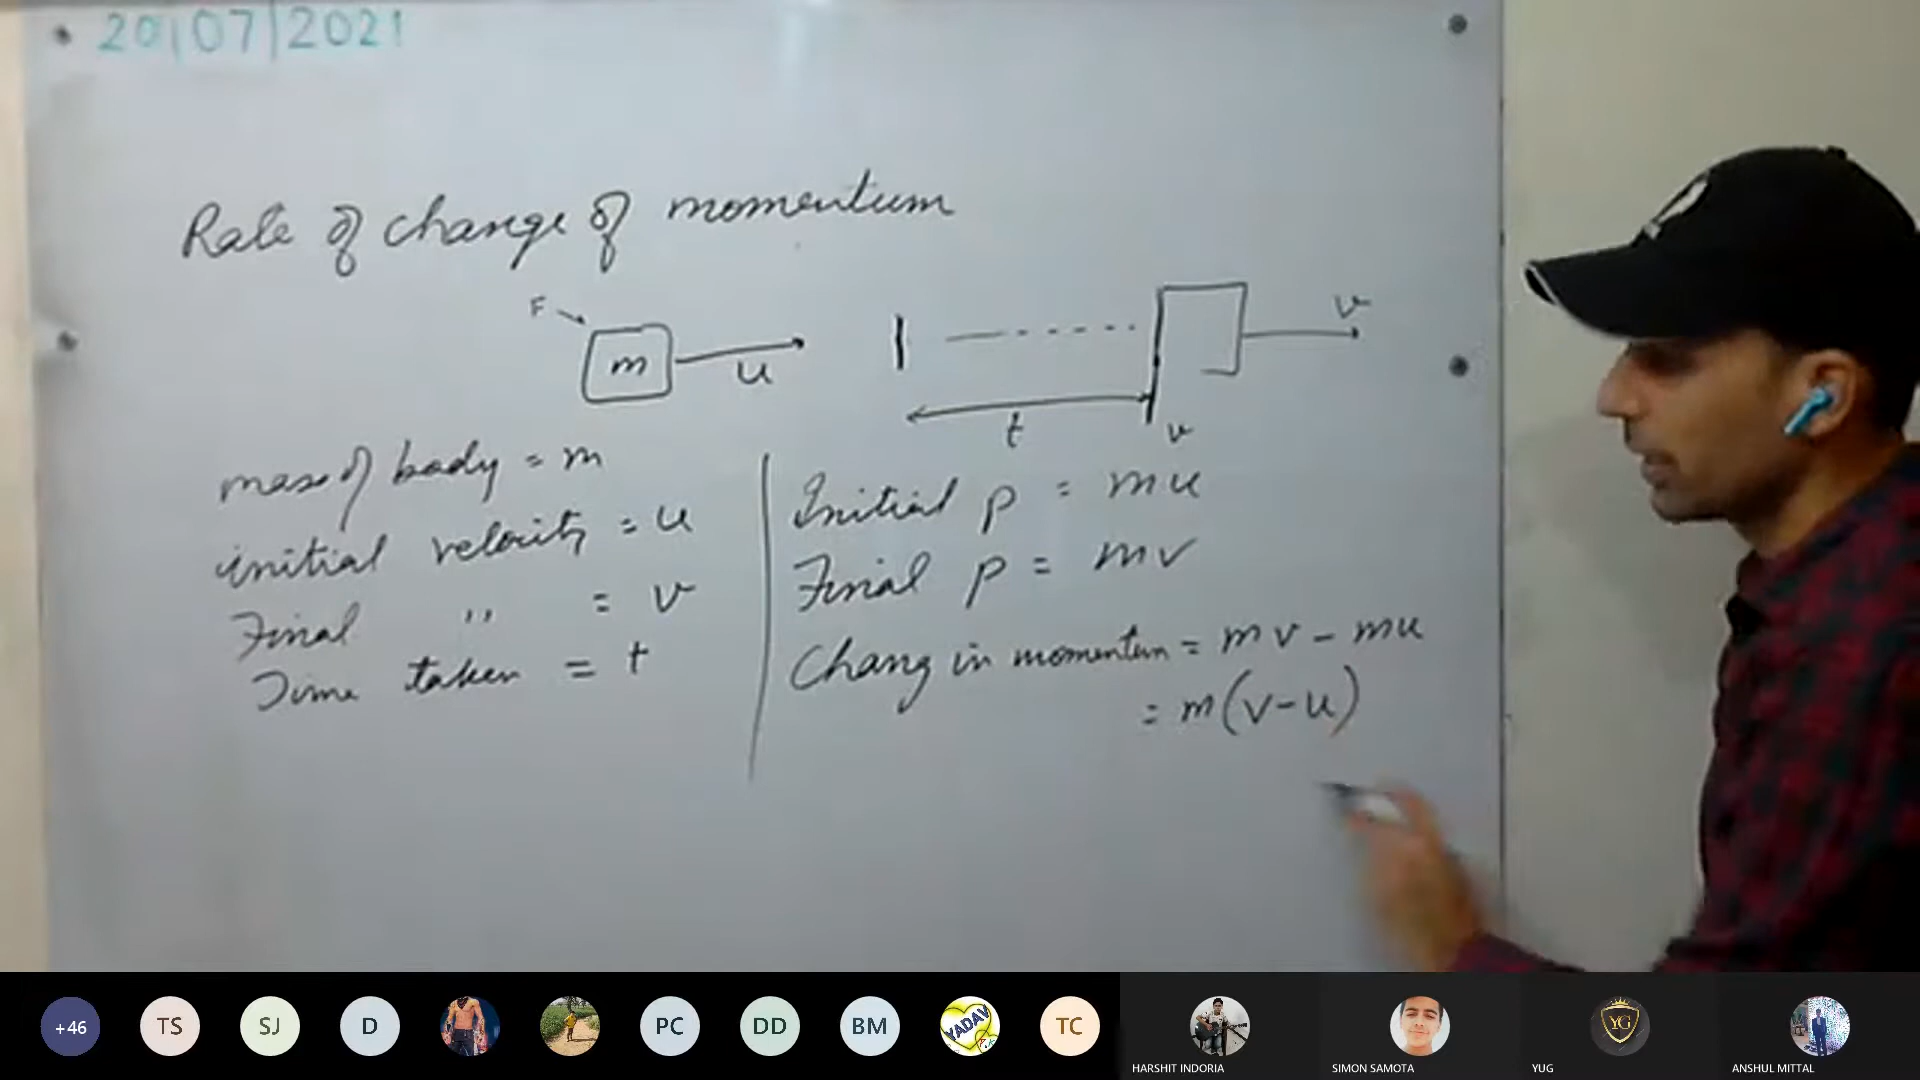 20/07/2021
Rate of change of momentum
F
m
u
v
t
v
mass of body = m
initial velocity = u
Final " = v
Time taken = t
Initial p = mu
Final p = mv
Chang in momentum = mv - mu
= m(v-u)
+46
TS
SJ
D
PC
DD
BM
YADAV
TC
YG
HARSHIT INDORIA
SIMON SAMOTA
YUG
ANSHUL MITTAL